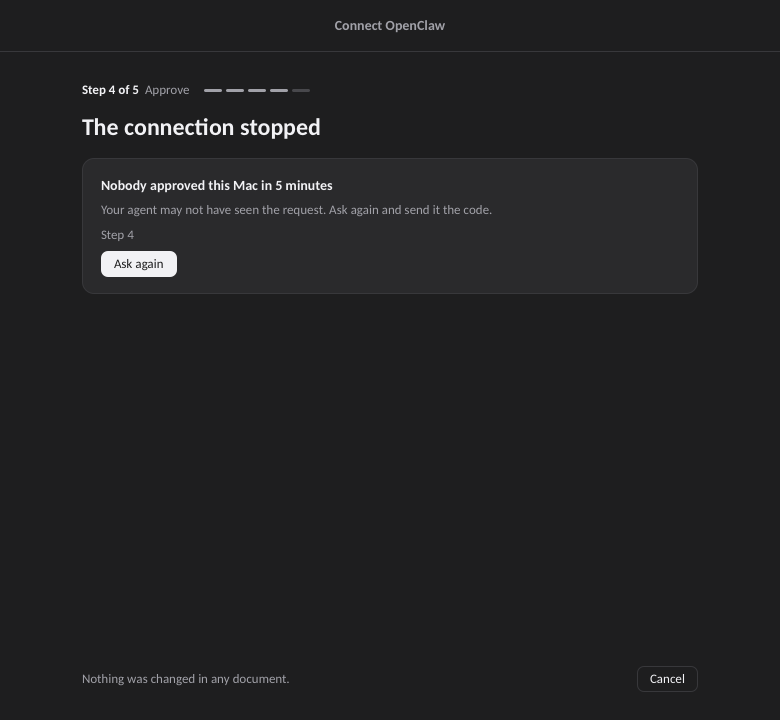 Connect OpenClaw
Step 4 of 5 Approve
The connection stopped
Nobody approved this Mac in 5 minutes
Your agent may not have seen the request. Ask again and send it the code.
Step 4
Ask again
Nothing was changed in any document.
Cancel